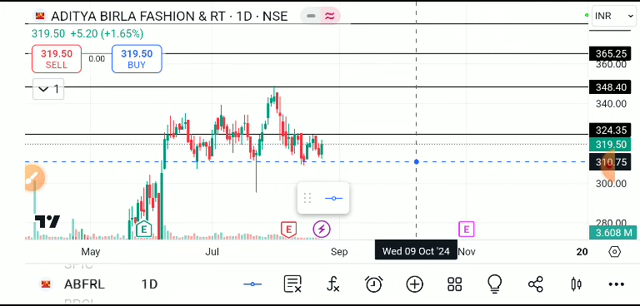 ADITYA BIRLA FASHION & RT · 1D · NSE
INR
319.50 +5.20 (+1.65%)
319.50
SELL
0.00
319.50
BUY
1
365.25
360.00
348.40
340.00
324.35
319.50
310.75
300.00
280.00
3.608 M
E
E
E
May
Jul
Sep
Wed 09 Oct '24
Nov
20
ABFRL
1D